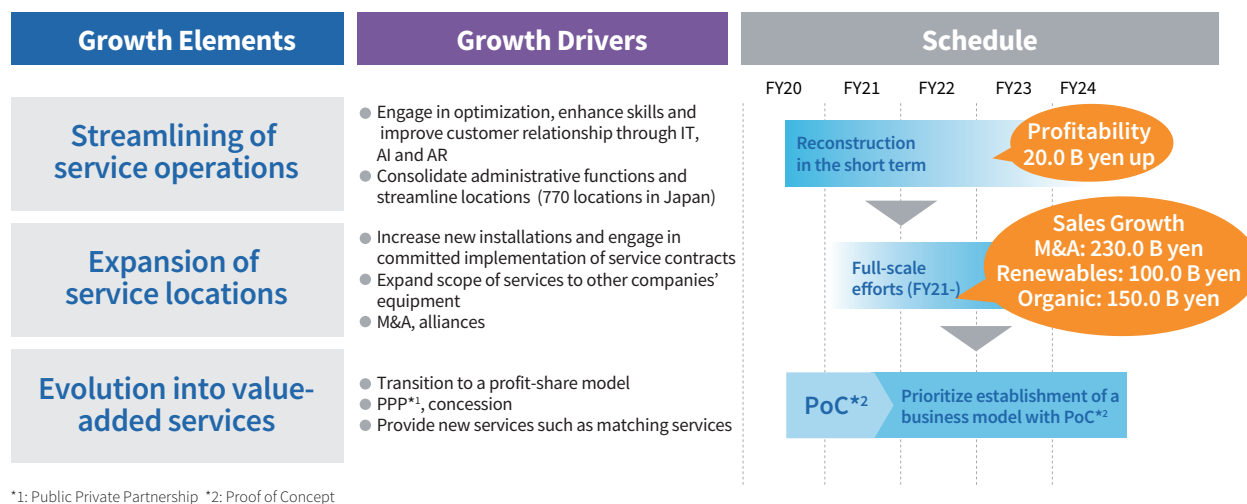 Growth Elements
Growth Drivers
Schedule
FY20
FY21
FY22
FY23
FY24
Streamlining of
service operations
● Engage in optimization, enhance skills and
improve customer relationship through IT,
AI and AR
● Consolidate administrative functions and
streamline locations (770 locations in Japan)
Reconstruction
in the short term
Profitability
20.0 B yen up
Expansion of
service locations
● Increase new installations and engage in
committed implementation of service contracts
● Expand scope of services to other companies'
equipment
● M&A, alliances
Full-scale
efforts (FY21-)
Sales Growth
M&A: 230.0 B yen
Renewables: 100.0 B yen
Organic: 150.0 B yen
Evolution into value-
added services
● Transition to a profit-share model
● PPP*1, concession
● Provide new services such as matching services
PoC*2
Prioritize establishment of a
business model with PoC*2
*1: Public Private Partnership *2: Proof of Concept